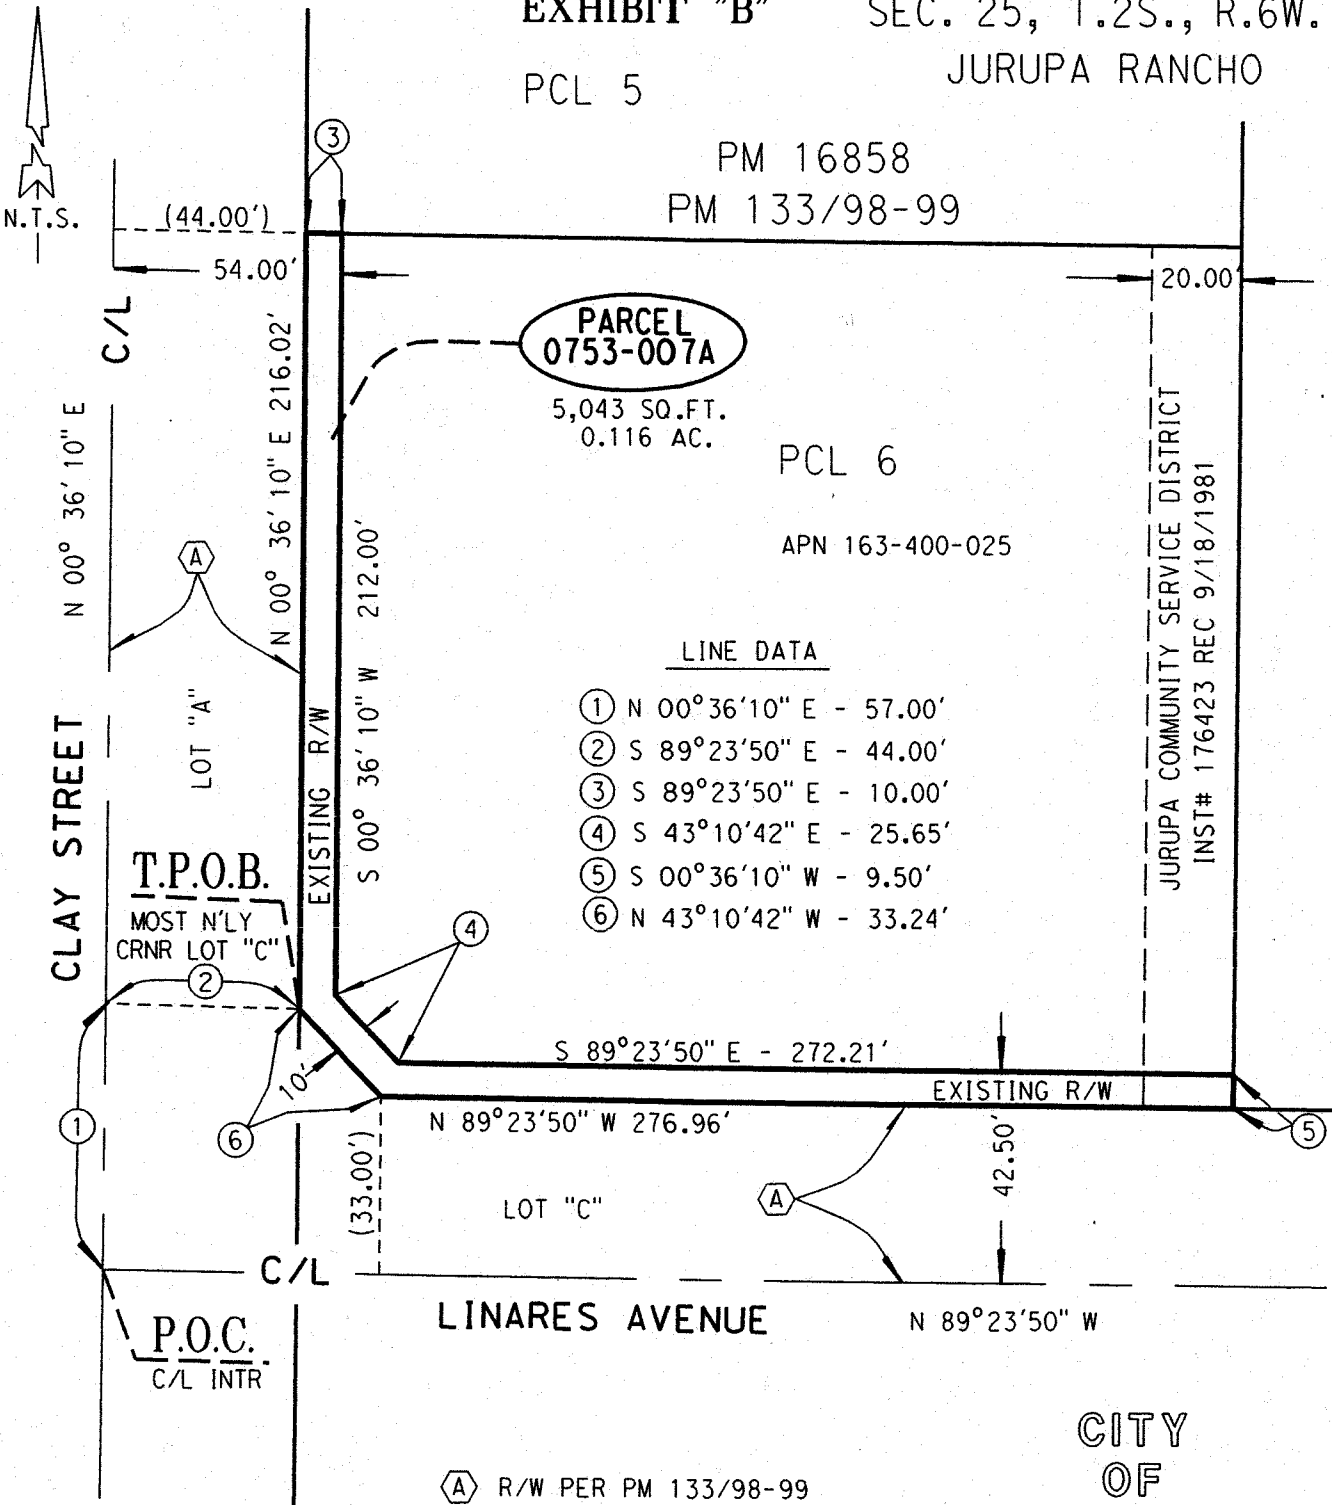 EXHIBIT "B"
SEC. 25, T.2S., R.6W.
JURUPA RANCHO
PCL 5
PM 16858
PM 133/98-99
3
N.T.S.
(44.00')
54.00'
20.00'
C/L
N 00° 36' 10" E
N 00° 36' 10" E 216.02'
PARCEL
0753-007A
5,043 SQ.FT.
0.116 AC.
PCL 6
APN 163-400-025
JURUPA COMMUNITY SERVICE DISTRICT
INST# 176423 REC 9/18/1981
A
LOT "A"
CLAY STREET
EXISTING R/W
S 00° 36' 10" W 212.00'
LINE DATA
1 N 00°36'10" E - 57.00'
2 S 89°23'50" E - 44.00'
3 S 89°23'50" E - 10.00'
4 S 43°10'42" E - 25.65'
5 S 00°36'10" W - 9.50'
6 N 43°10'42" W - 33.24'
T.P.O.B.
MOST N'LY
CRNR LOT "C"
2
4
S 89°23'50" E - 272.21'
EXISTING R/W
10'
1
6
N 89°23'50" W 276.96'
5
(33.00')
42.50'
LOT "C"
A
C/L
LINARES AVENUE
N 89°23'50" W
P.O.C.
C/L INTR
CITY
OF
A R/W PER PM 133/98-99